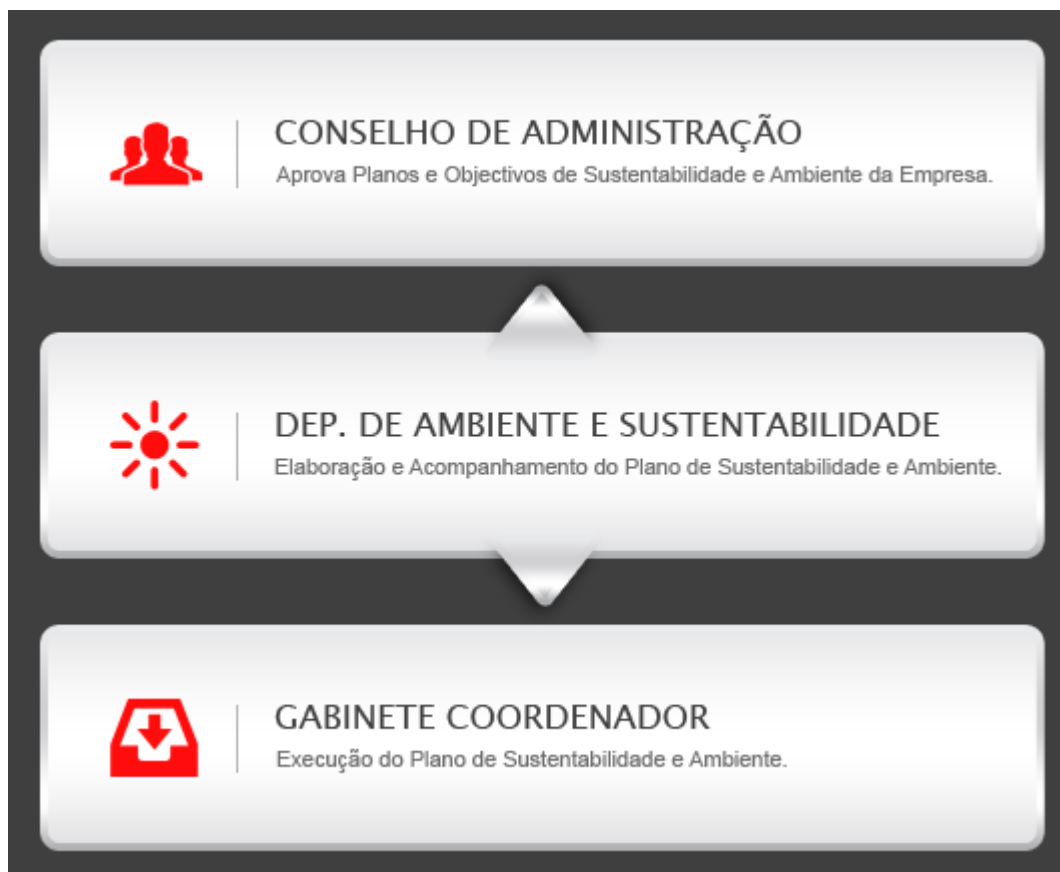 CONSELHO DE ADMINISTRAÇÃO
Aprova Planos e Objectivos de Sustentabilidade e Ambiente da Empresa.
DEP. DE AMBIENTE E SUSTENTABILIDADE
Elaboração e Acompanhamento do Plano de Sustentabilidade e Ambiente.
GABINETE COORDENADOR
Execução do Plano de Sustentabilidade e Ambiente.